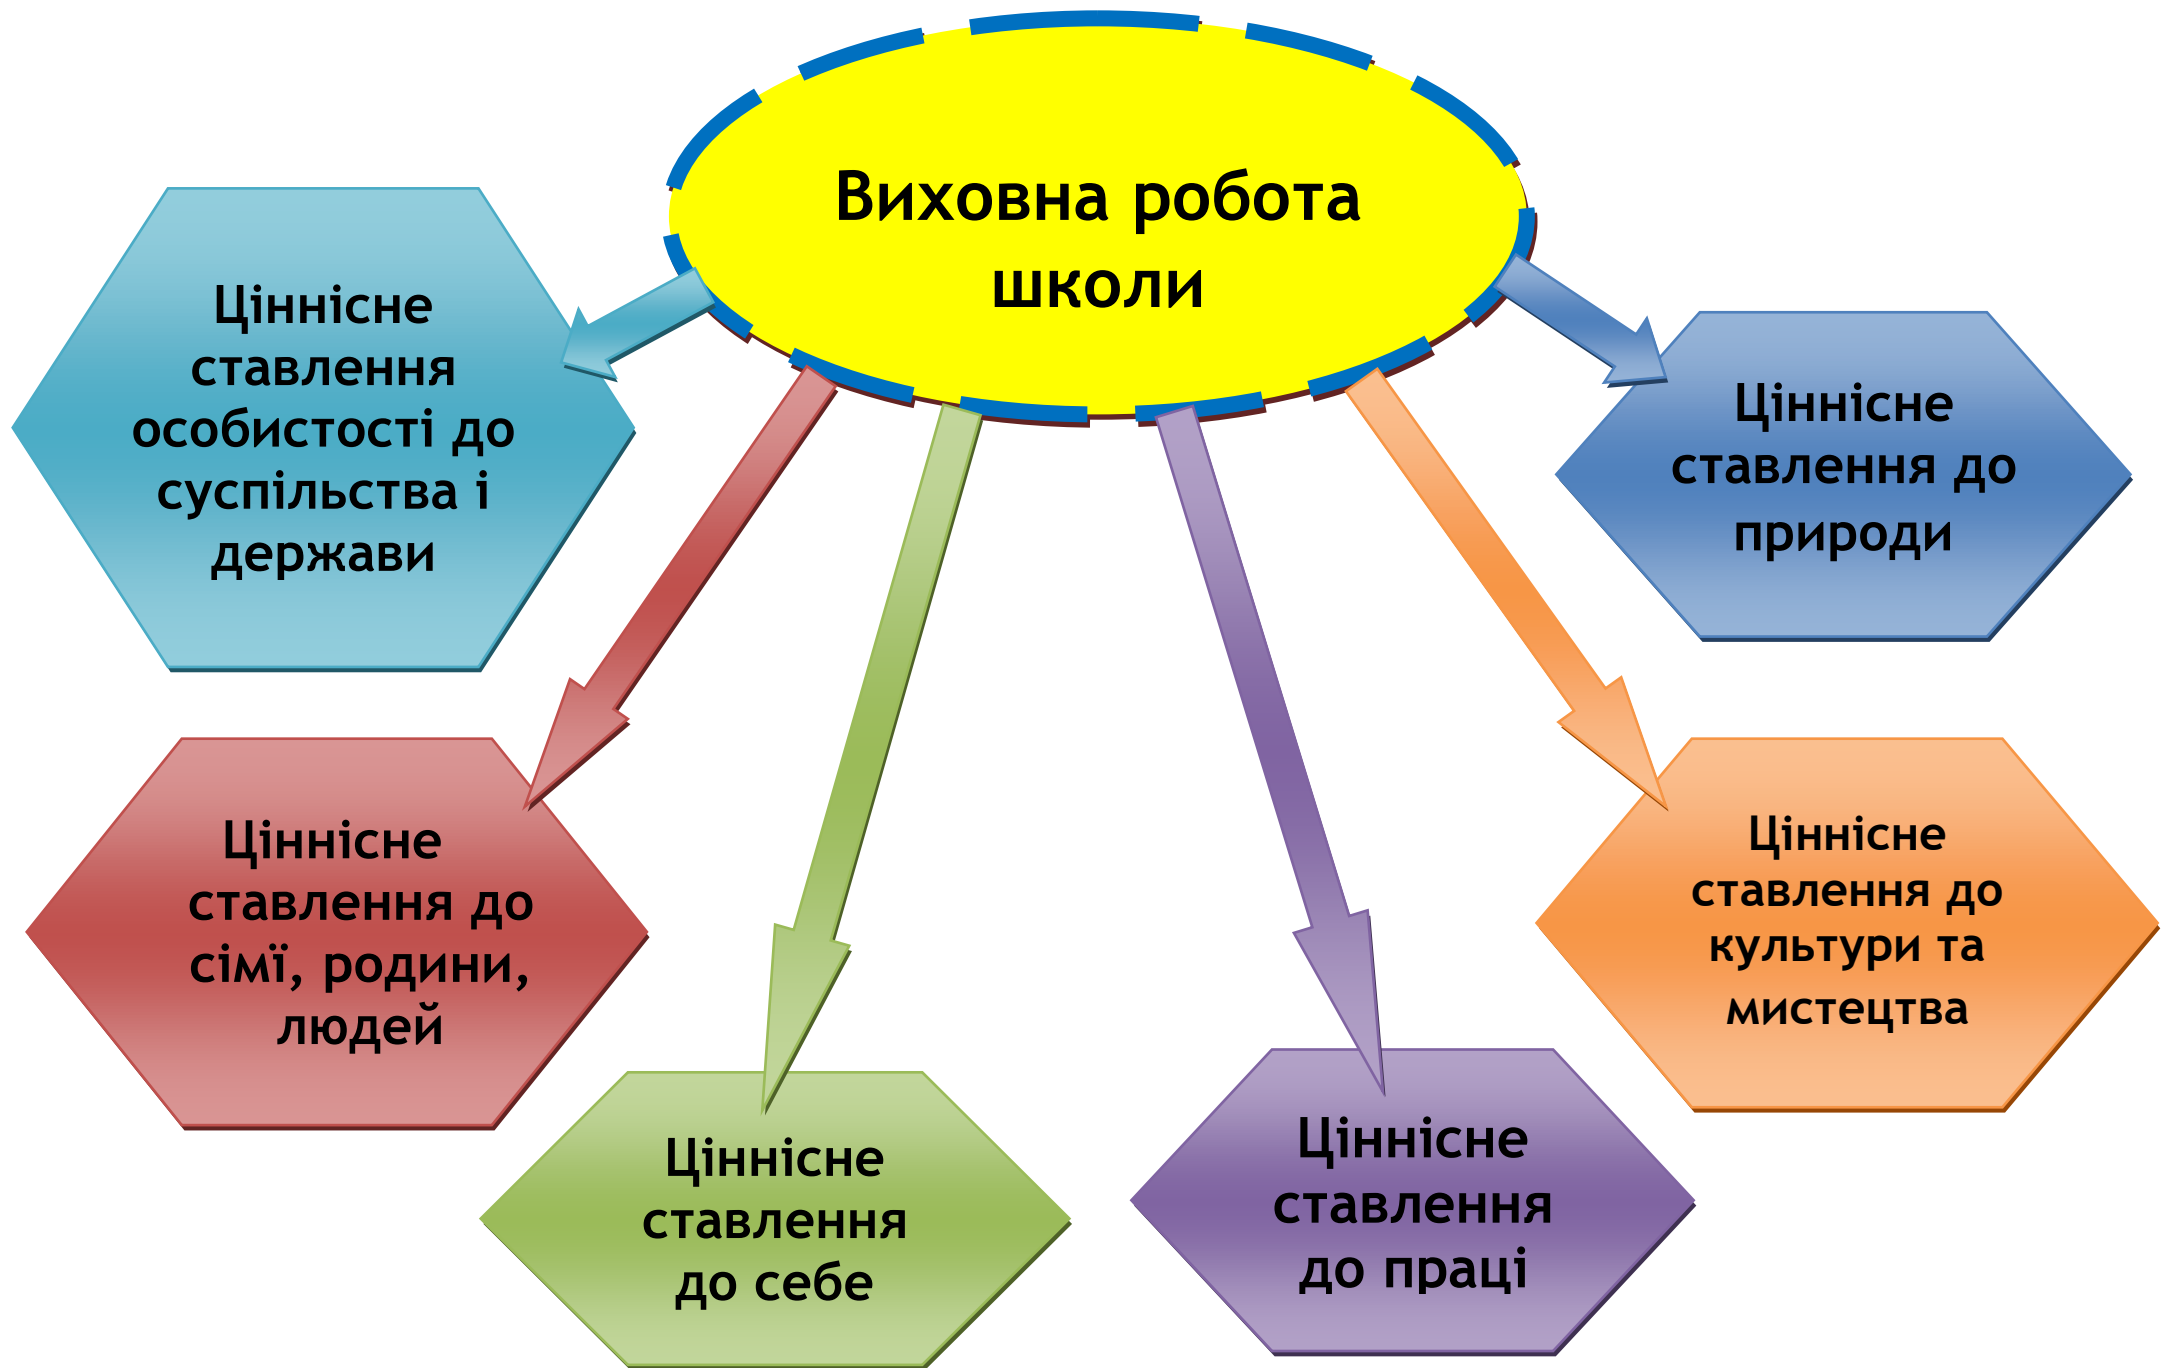 Виховна робота
школи
Ціннісне
ставлення
особистості до
суспільства і
держави
Ціннісне
ставлення до
природи
Ціннісне
ставлення до
сімї, родини,
людей
Ціннісне
ставлення до
культури та
мистецтва
Ціннісне
ставлення
до себе
Ціннісне
ставлення
до праці